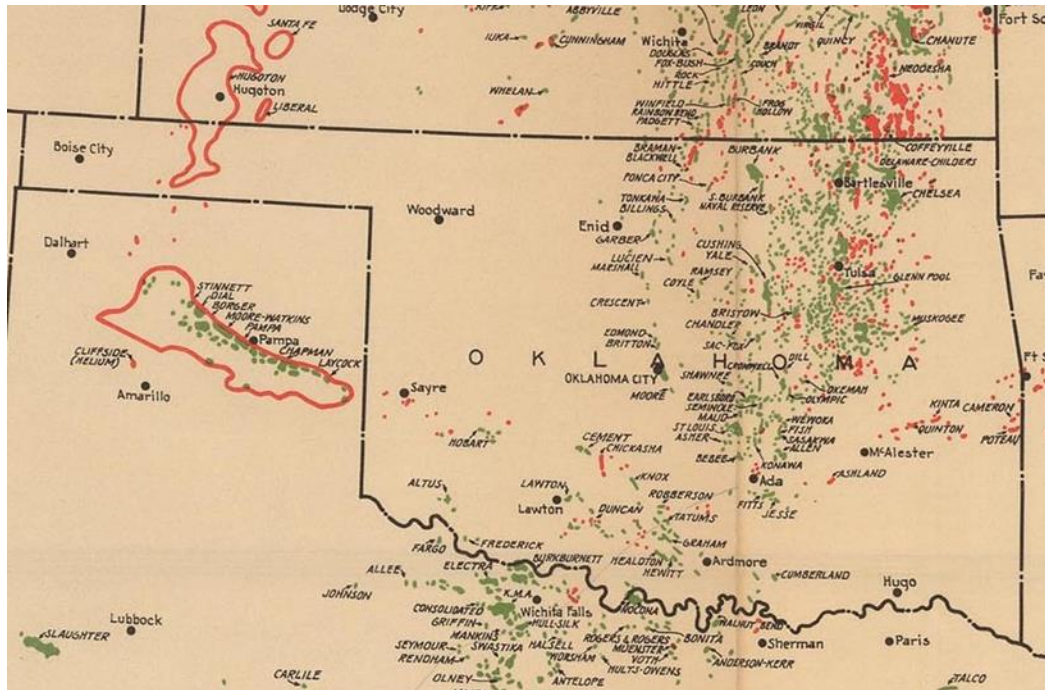 SANTA FE
Dodge City
IUKA
CUNNINGHAM
ABBYVILLE
LEON
VIRGIL
Wichita
DOUGLAS
FOX-BUSH
BRANDT
COUCH
QUINCY
CHANUTE
ROCK
HITTLE
NEODESHA
HUGOTON
Hugoton
LIBERAL
WHELAN
WINFIELD
RAINBOW BEND
PADGETT
FROG
HOLLOW
COFFEYVILLE
DELAWARE-CHILDERS
Boise City
BRAMAN
BLACKWELL
BURBANK
PONCA CITY
Bartlesville
CHELSEA
Woodward
TONKAWA
BILLINGS
S. BURBANK
NAVAL RESERVE
Enid
GARBER
Dalhart
LUCIEN
MARSHALL
CUSHING
YALE
RAMSEY
COYLE
Tulsa
GLENN POOL
STINNETT
DIAL
BORGER
MOORE-WATKINS
PAMPA
Pampa
CHAPMAN
LAYCOCK
CRESCENT
BRISTOW
CHANDLER
MUSKOGEE
EDMOND
BRITTON
SAC-FOX
CLIFFSIDE
(HELIUM)
Amarillo
OKLAHOMA
OKLAHOMA CITY
CROMWELL
DILL
SHAWNEE
OKEMAH
OLYMPIC
MOORE
Sayre
EARLSBORO
SEMINOLE
MAUD
ST LOUIS
ASHER
WEWOKA
FISH
SASAKWA
ALLEN
KINTA
CAMERON
QUINTON
POTEAU
HOBART
CEMENT
CHICKASHA
BEBEE
KONAWA
McAlester
ALTUS
LAWTON
Lawton
KNOX
ROBBERSON
Ada
ASHLAND
FITTS
JESSE
DUNCAN
TATUMS
FARGO
FREDERICK
GRAHAM
HEALDTON
HEWITT
Ardmore
BURKBURNETT
ELECTRA
ALLEE
JOHNSON
CUMBERLAND
Hugo
K.M.A.
Wichita Falls
CONSOLIDATED
GRIFFIN
HULL-SILK
NOCONA
WALNUT BEND
Lubbock
SLAUGHTER
MANKINS
SWASTIKA
HALSELL
ROGERS & ROGERS
BONITA
Sherman
Paris
SEYMOUR
RENDHAM
WORSHAM
MUENSTER
VOTH
HULTS-OWENS
ANDERSON-KERR
CARLILE
OLNEY
ANTELOPE
TALCO